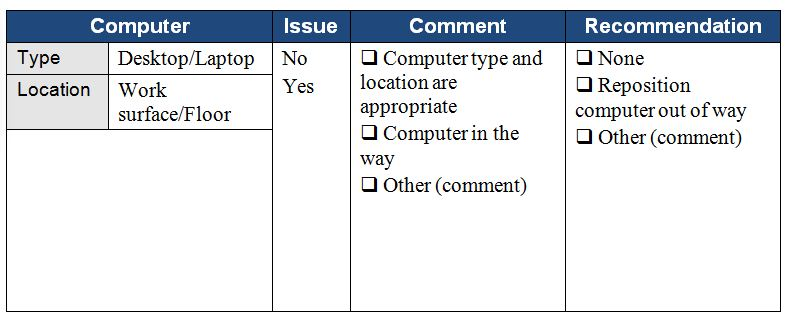 Computer Issue Comment Recommendation
Type Desktop/Laptop
Location Work
surface/Floor
No
Yes
❑ Computer type and
location are
appropriate
❑ Computer in the
way
❑ Other (comment)
❑ None
❑ Reposition
computer out of way
❑ Other (comment)